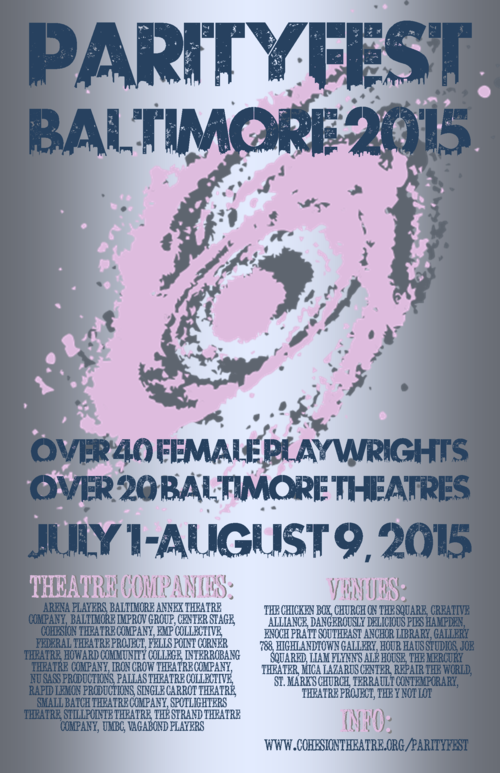 PARITYFEST
BALTIMORE 2015
OVER 40 FEMALE PLAYWRIGHTS
OVER 20 BALTIMORE THEATRES
JULY 1-AUGUST 9, 2015
THEATRE COMPANIES:
ARENA PLAYERS, BALTIMORE ANNEX THEATRE
COMPANY, BALTIMORE IMPROV GROUP, CENTER STAGE,
COHESION THEATRE COMPANY, EMP COLLECTIVE,
FEDERAL THEATRE PROJECT, FELLS POINT CORNER
THEATRE, HOWARD COMMUNITY COLLEGE, INTERROBANG
THEATRE COMPANY, IRON CROW THEATRE COMPANY,
NU SASS PRODUCTIONS, PALLAS THEATRE COLLECTIVE,
RAPID LEMON PRODUCTIONS, SINGLE CARROT THEATRE,
SMALL BATCH THEATRE COMPANY, SPOTLIGHTERS
THEATRE, STILLPOINTE THEATRE, THE STRAND THEATRE
COMPANY, UMBC, VAGABOND PLAYERS
VENUES:
THE CHICKEN BOX, CHURCH ON THE SQUARE, CREATIVE
ALLIANCE, DANGEROUSLY DELICIOUS PIES HAMPDEN,
ENOCH PRATT SOUTHEAST ANCHOR LIBRARY, GALLERY
788, HIGHLANDTOWN GALLERY, HOUR HAUS STUDIOS, JOE
SQUARED, LIAM FLYNN'S ALE HOUSE, THE MERCURY
THEATER, MICA LAZARUS CENTER, REPAIR THE WORLD,
ST. MARK'S CHURCH, TERRAULT CONTEMPORARY,
THEATRE PROJECT, THE Y NOT LOT
INFO:
WWW.COHESIONTHEATRE.ORG/PARITYFEST